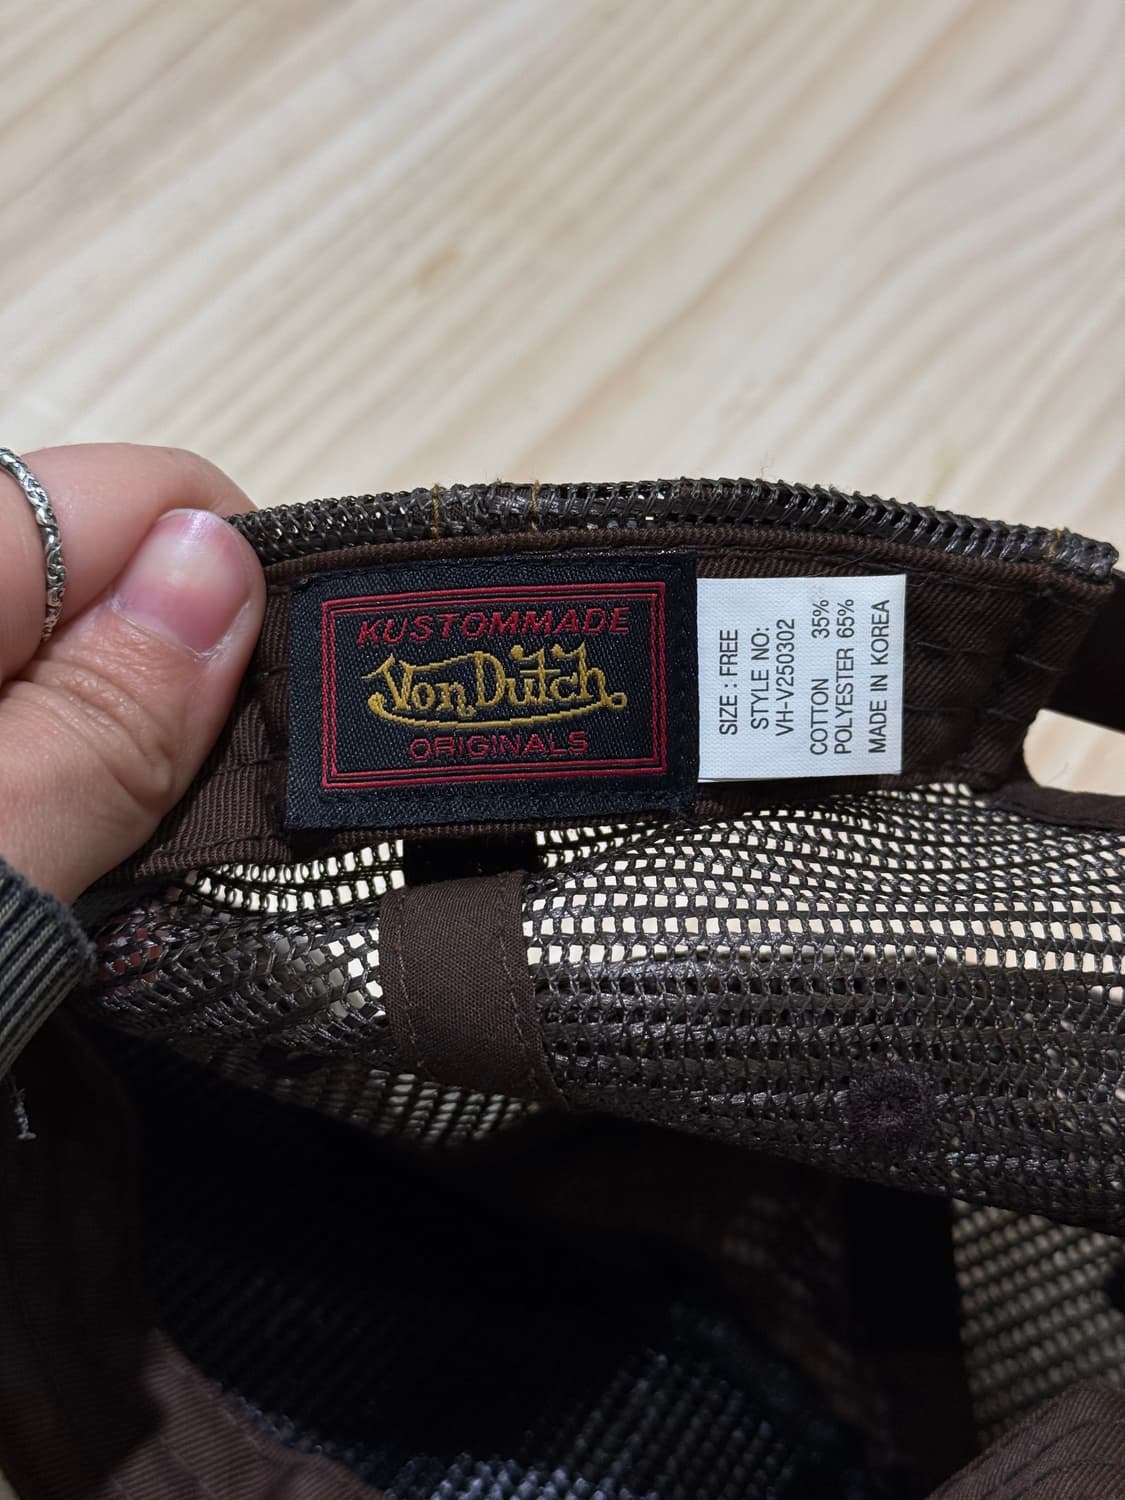 KUSTOMMADE
Von Dutch
ORIGINALS
SIZE : FREE
STYLE NO:
VH-V250302
COTTON 35%
POLYESTER 65%
MADE IN KOREA